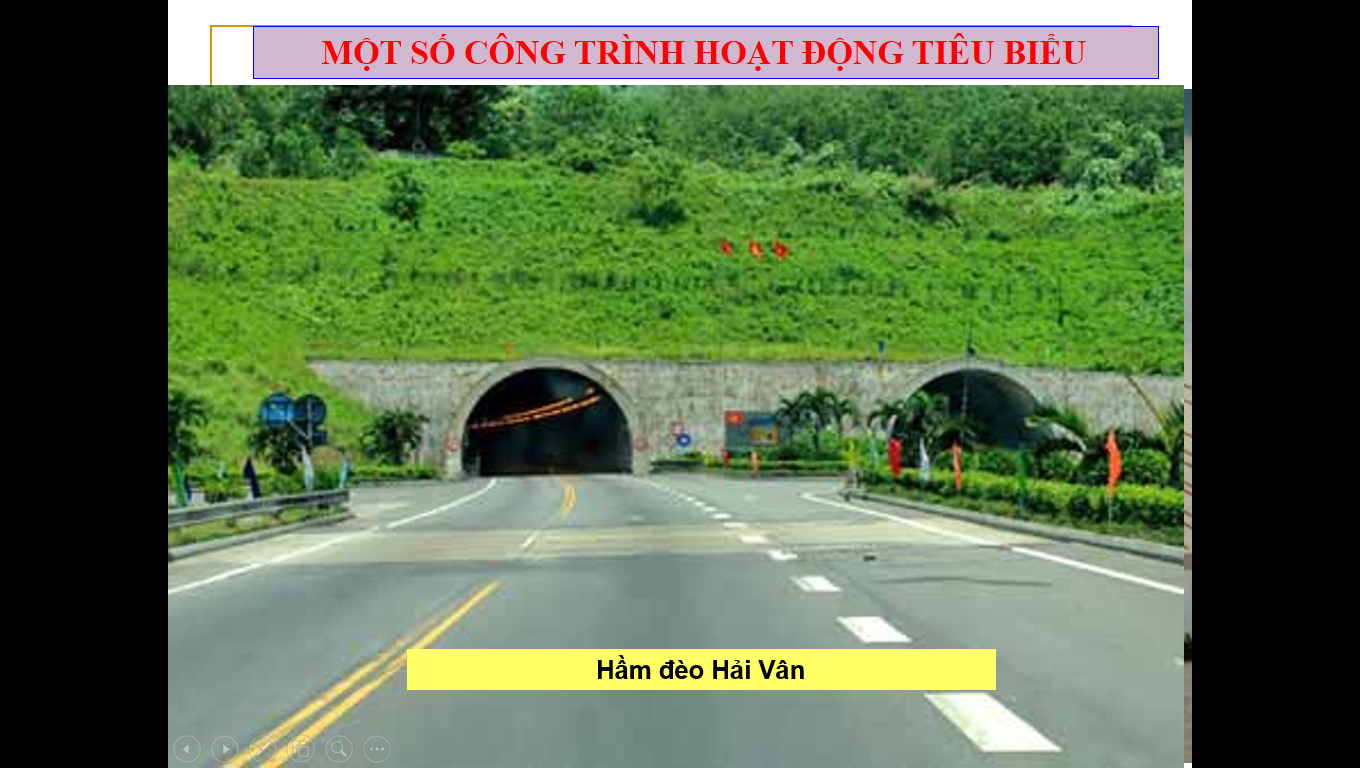 MỘT SỐ CÔNG TRÌNH HOẠT ĐỘNG TIÊU BIỂU
Hầm đèo Hải Vân